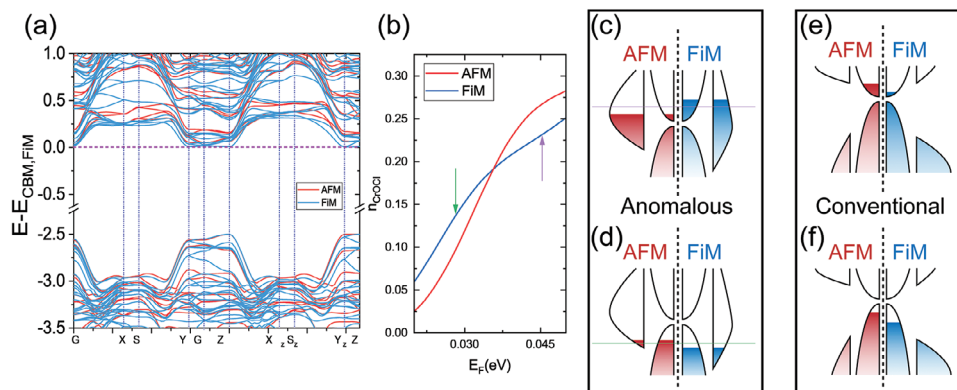 (a)
E-E_CBM,FiM
1.0
0.5
0.0
-0.5
-2.5
-3.0
-3.5
AFM
FiM
G X S Y G Z X_z S_z Y_z Z
(b)
n_CrOCl
0.30
0.25
0.20
0.15
0.10
0.05
0.00
AFM
FiM
0.030 0.045
E_F(eV)
(c)
AFM FiM
Anomalous
(d)
AFM FiM
(e)
AFM FiM
Conventional
(f)
AFM FiM